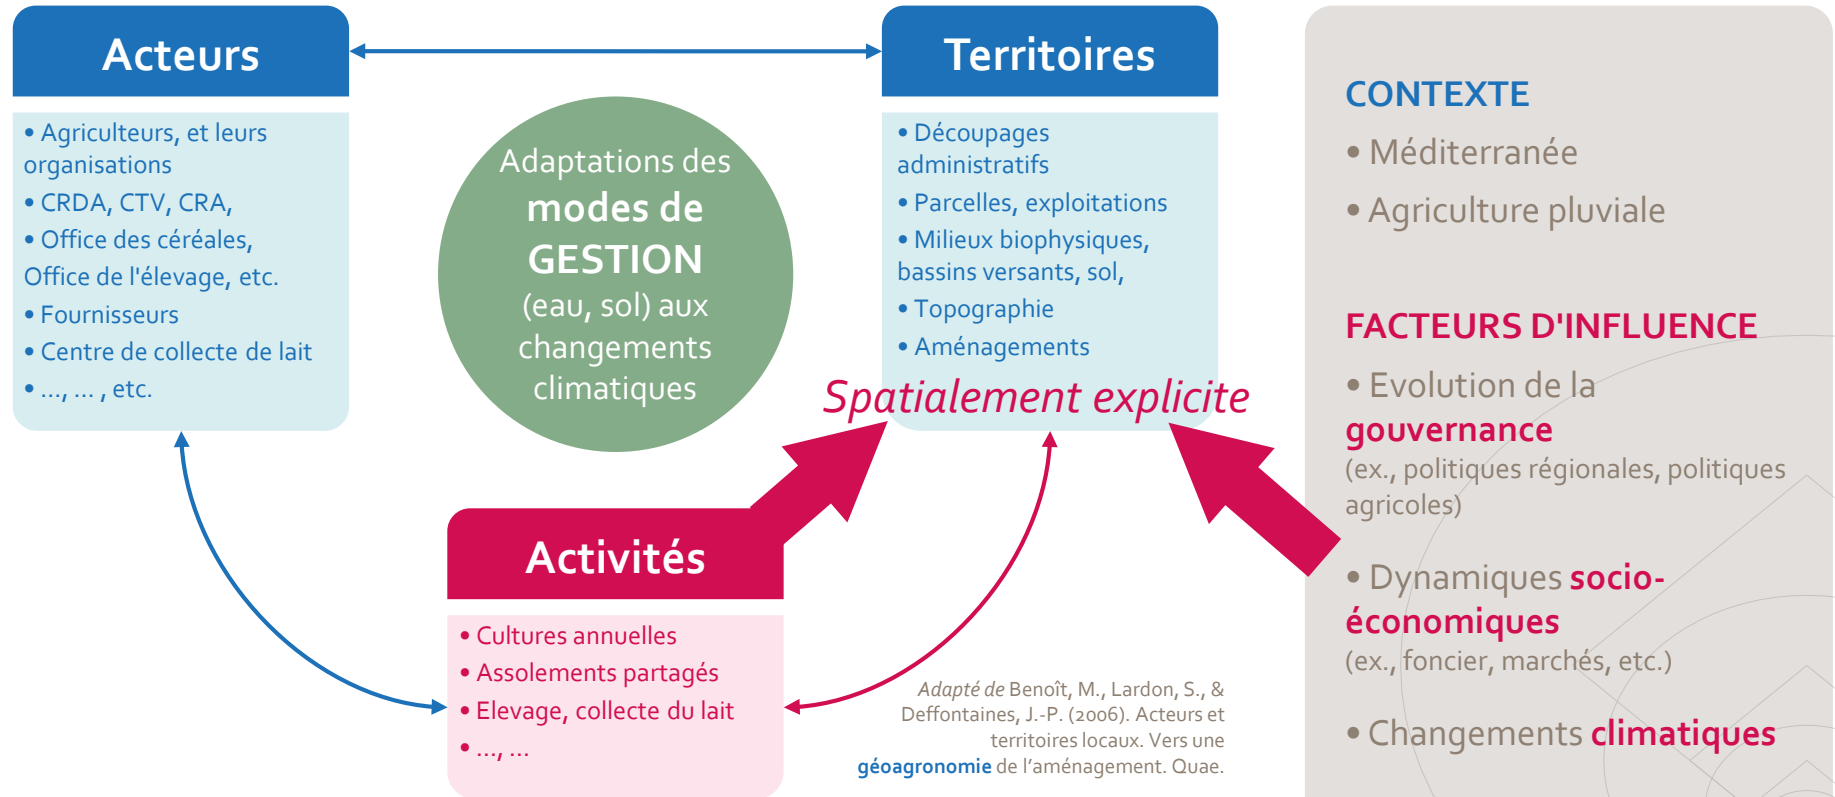 Acteurs
• Agriculteurs, et leurs
organisations
• CRDA, CTV, CRA,
• Office des céréales,
Office de l'élevage, etc.
• Fournisseurs
• Centre de collecte de lait
• ..., ... , etc.
Adaptations des
modes de
GESTION
(eau, sol) aux
changements
climatiques
Territoires
• Découpages
administratifs
• Parcelles, exploitations
• Milieux biophysiques,
bassins versants, sol,
• Topographie
• Aménagements
Spatialement explicite
Activités
• Cultures annuelles
• Assolements partagés
• Elevage, collecte du lait
• ..., ...
Adapté de Benoît, M., Lardon, S., &
Deffontaines, J.-P. (2006). Acteurs et
territoires locaux. Vers une
géoagronomie de l’aménagement. Quae.
CONTEXTE
• Méditerranée
• Agriculture pluviale
FACTEURS D'INFLUENCE
• Evolution de la
gouvernance
(ex., politiques régionales, politiques
agricoles)
• Dynamiques socio-
économiques
(ex., foncier, marchés, etc.)
• Changements climatiques